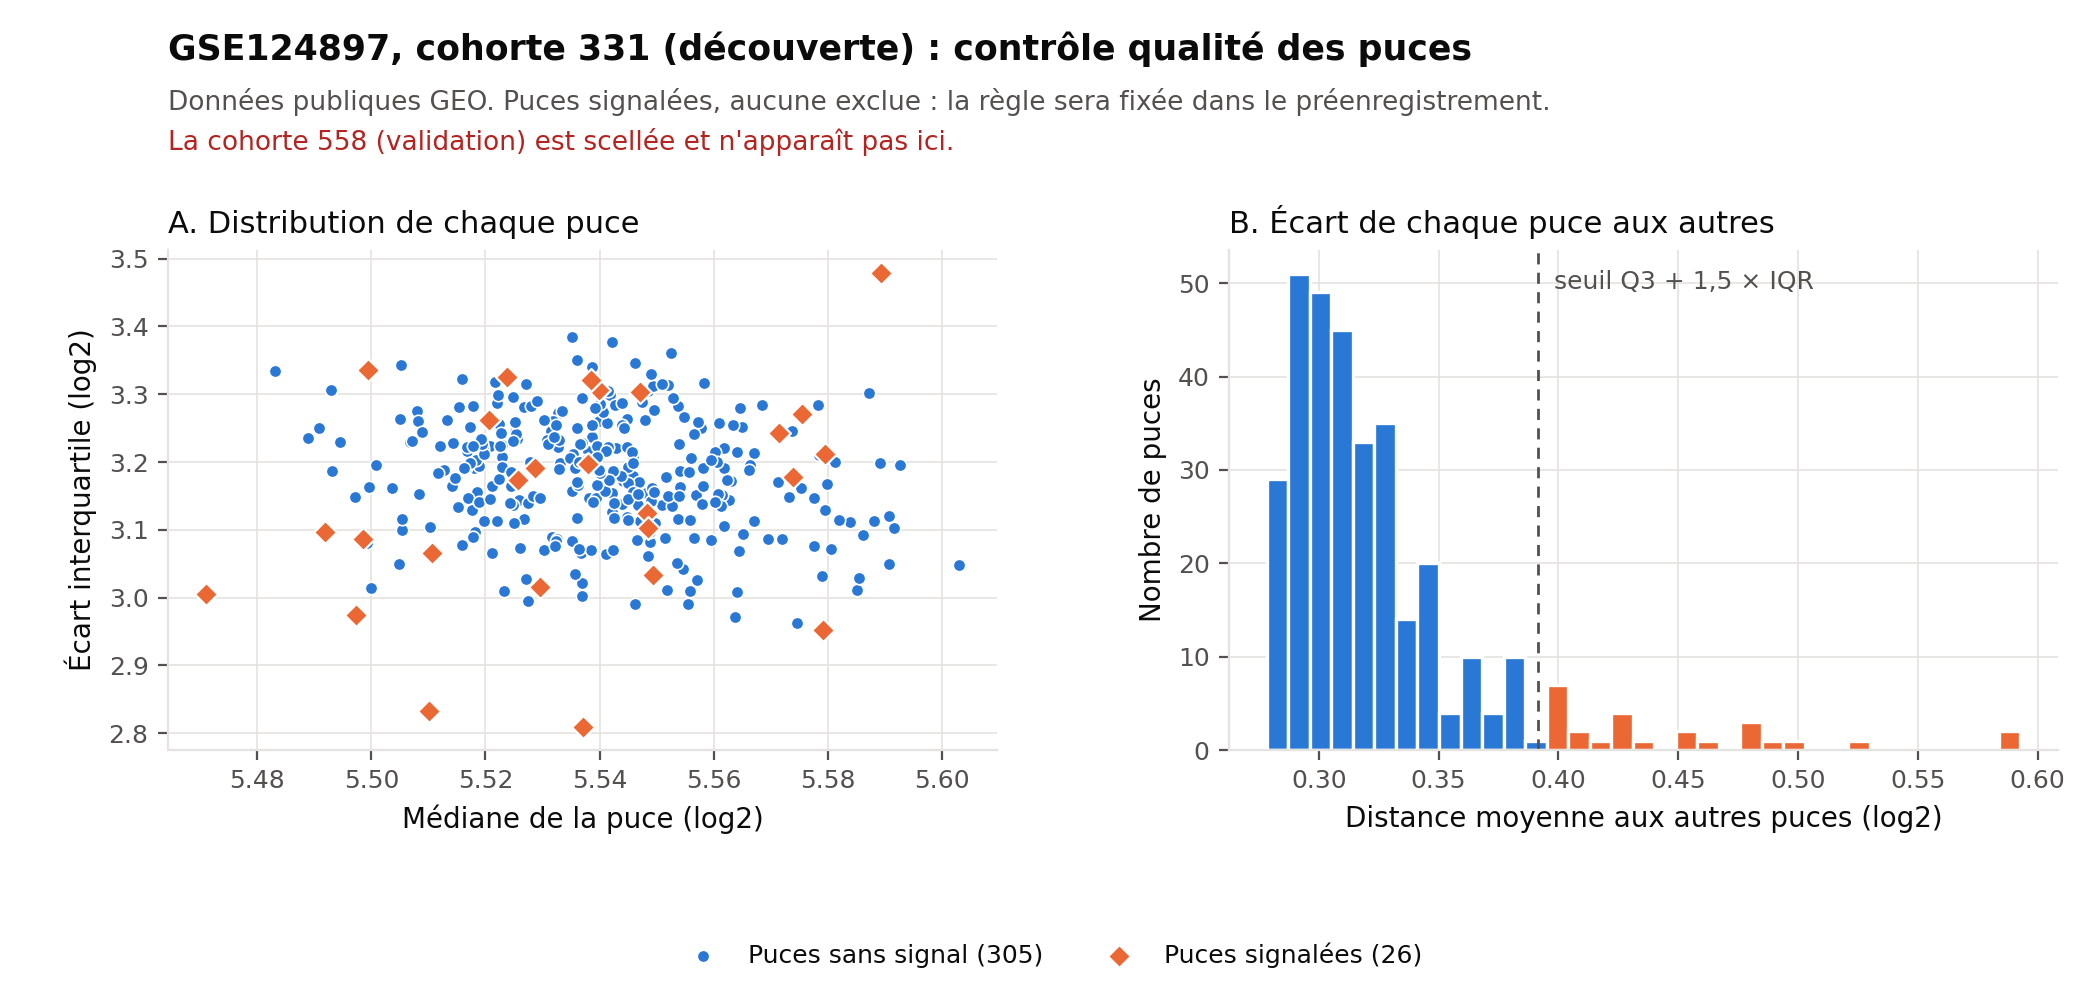 GSE124897, cohorte 331 (découverte) : contrôle qualité des puces
Données publiques GEO. Puces signalées, aucune exclue : la règle sera fixée dans le préenregistrement.
La cohorte 558 (validation) est scellée et n'apparaît pas ici.
A. Distribution de chaque puce
3.5
3.4
3.3
3.2
3.1
3.0
2.9
2.8
Écart interquartile (log2)
5.48 5.50 5.52 5.54 5.56 5.58 5.60
Médiane de la puce (log2)
B. Écart de chaque puce aux autres
seuil Q3 + 1,5 × IQR
50
40
30
20
10
0
Nombre de puces
0.30 0.35 0.40 0.45 0.50 0.55 0.60
Distance moyenne aux autres puces (log2)
Puces sans signal (305)
Puces signalées (26)